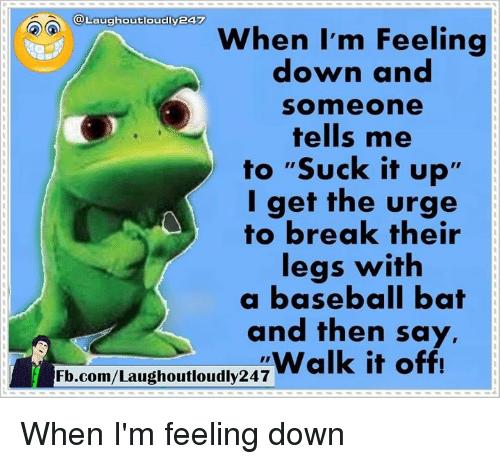 @Laughoutloudly247
When I'm Feeling
down and
someone
tells me
to "Suck it up"
I get the urge
to break their
legs with
a baseball bat
and then say,
"Walk it off!
Fb.com/Laughoutloudly247
When I'm feeling down